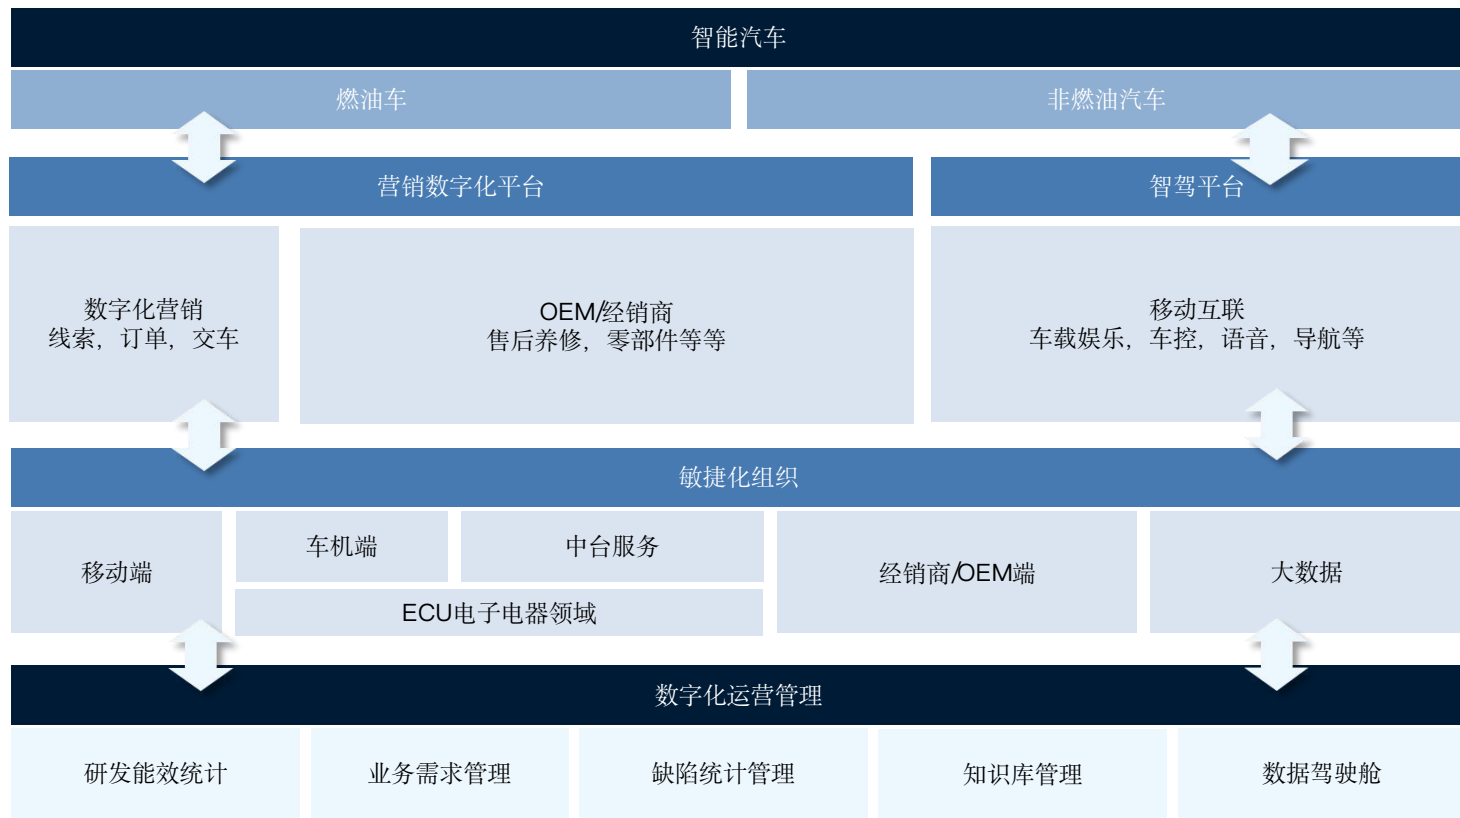 智能汽车
燃油车
非燃油汽车
营销数字化平台
智驾平台
数字化营销
线索，订单，交车
OEM/经销商
售后养修，零部件等等
移动互联
车载娱乐，车控，语音，导航等
敏捷化组织
移动端
车机端
中台服务
ECU电子电器领域
经销商/OEM端
大数据
数字化运营管理
研发能效统计
业务需求管理
缺陷统计管理
知识库管理
数据驾驶舱